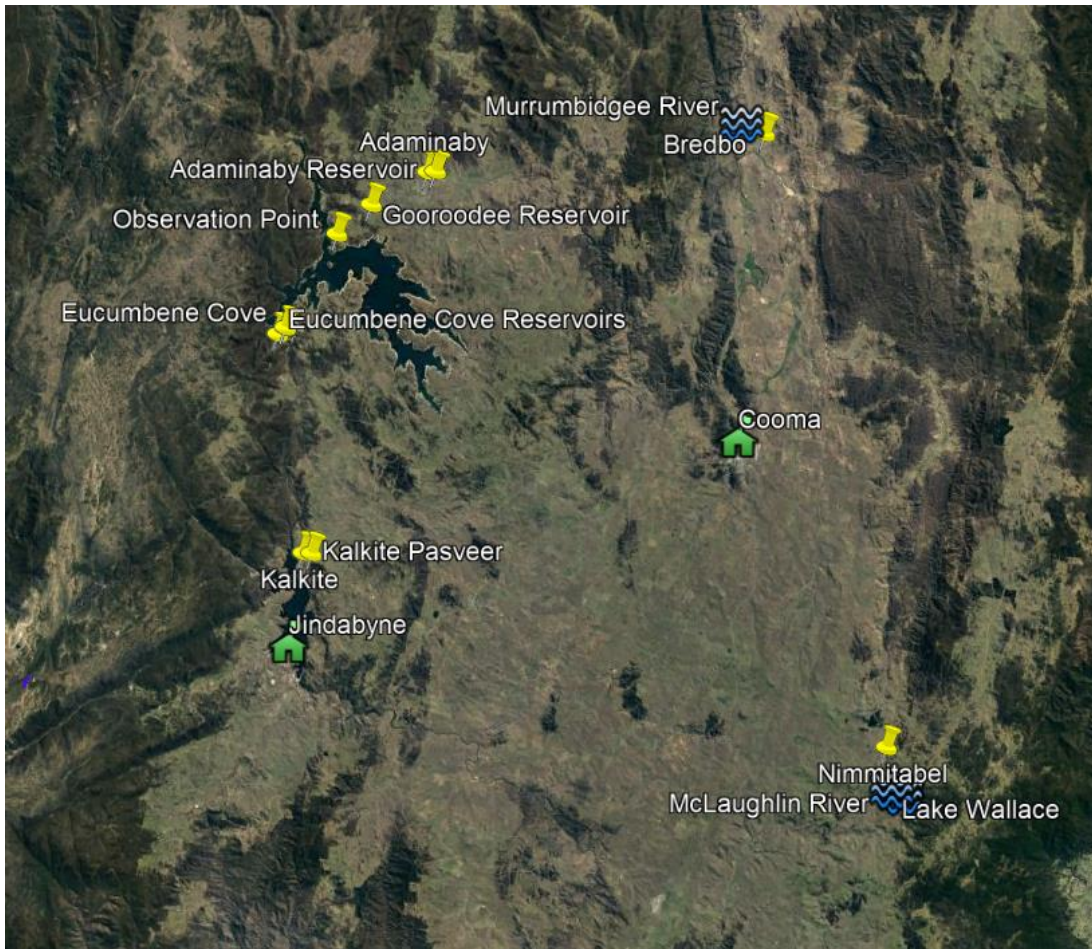 Murrumbidgee River
Bredbo
Adaminaby
Adaminaby Reservoir
Gooroodee Reservoir
Observation Point
Eucumbene Cove
Eucumbene Cove Reservoirs
Cooma
Kalkite Pasveer
Kalkite
Jindabyne
Nimmitabel
McLaughlin River
Lake Wallace